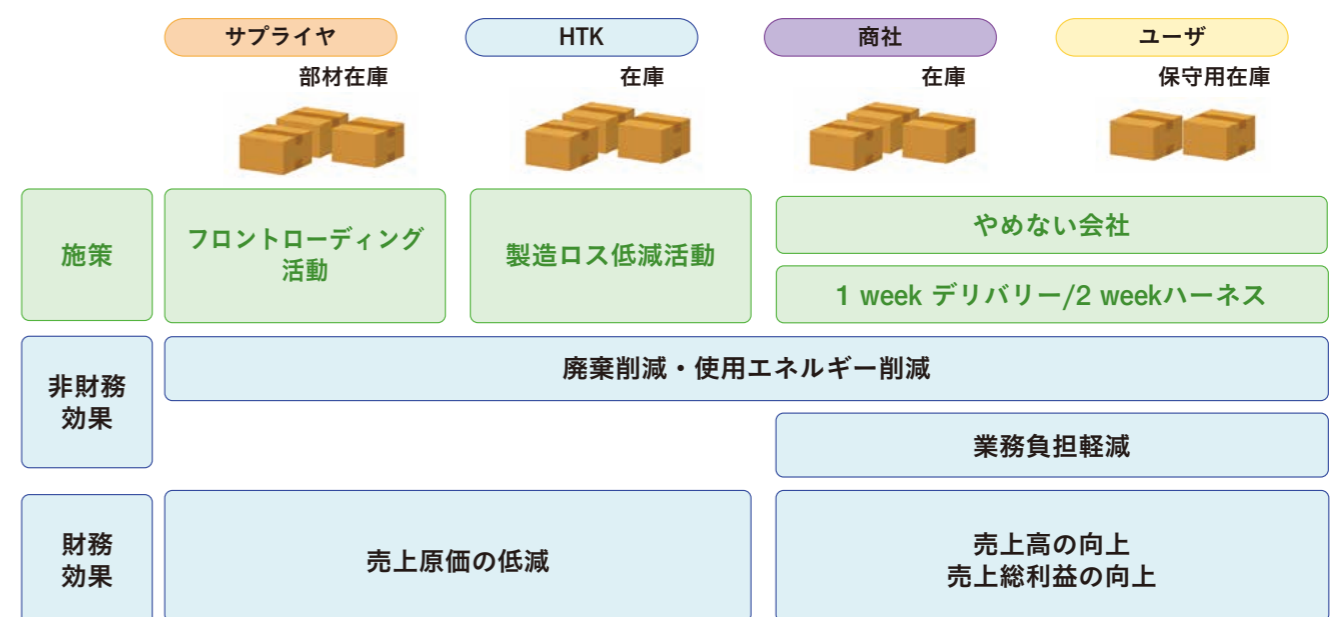 サプライヤ
HTK
商社
ユーザ
部材在庫
在庫
在庫
保守用在庫
施策
フロントローディング
活動
製造ロス低減活動
やめない会社
1 week デリバリー/2 weekハーネス
非財務
効果
廃棄削減・使用エネルギー削減
業務負担軽減
財務
効果
売上原価の低減
売上高の向上
売上総利益の向上